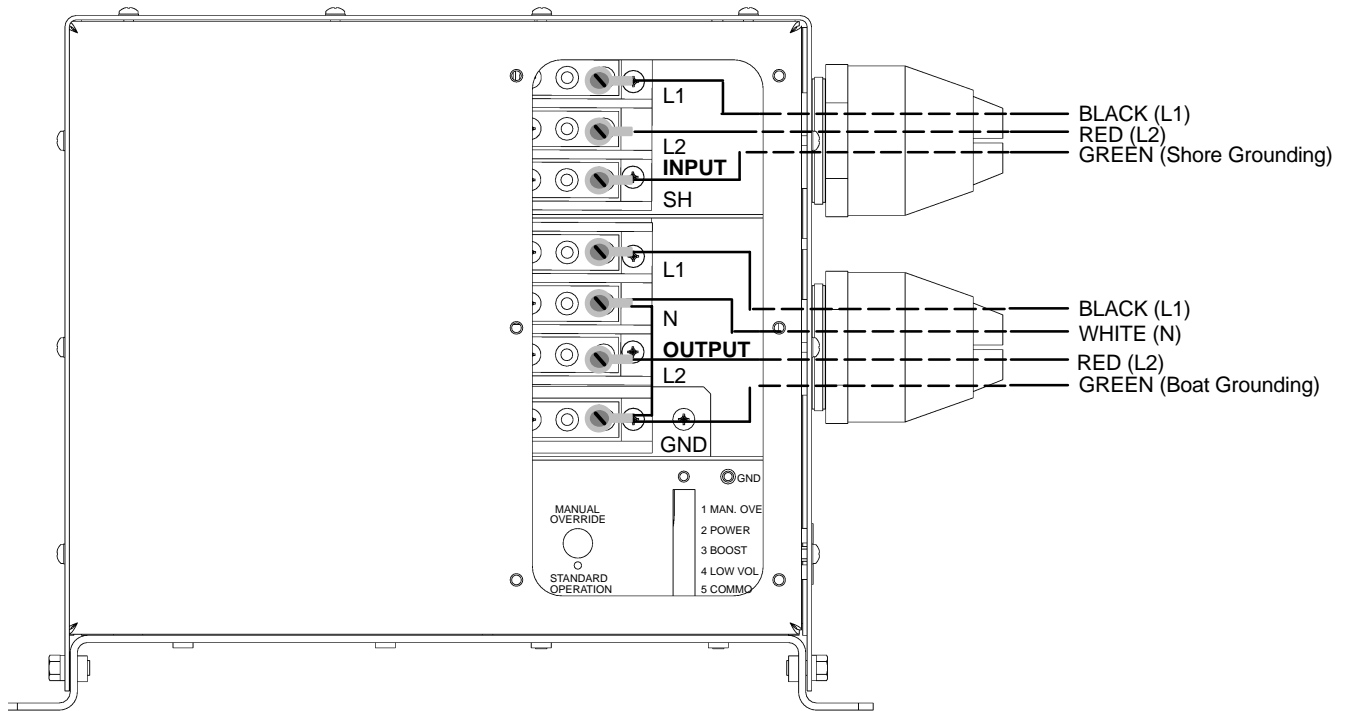 L1
L2
INPUT
SH
BLACK (L1)
RED (L2)
GREEN (Shore Grounding)
L1
N
OUTPUT
L2
GND
BLACK (L1)
WHITE (N)
RED (L2)
GREEN (Boat Grounding)
GND
MANUAL
OVERRIDE
STANDARD
OPERATION
1 MAN. OVE
2 POWER
3 BOOST
4 LOW VOL
5 COMMO